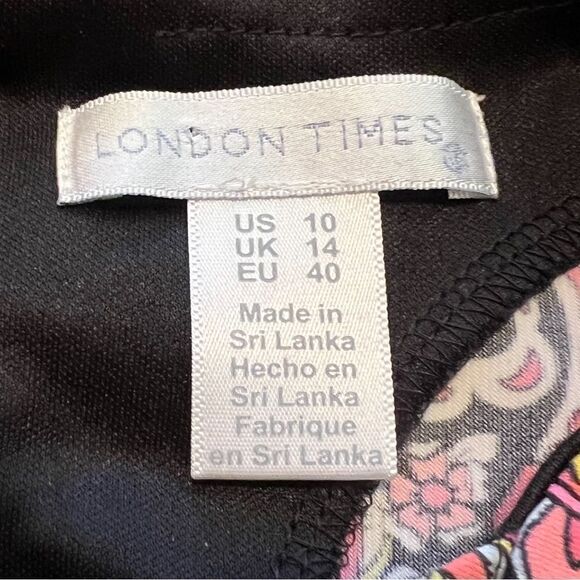 LONDON TIMES®
US 10
UK 14
EU 40
Made in
Sri Lanka
Hecho en
Sri Lanka
Fabrique
en Sri Lanka